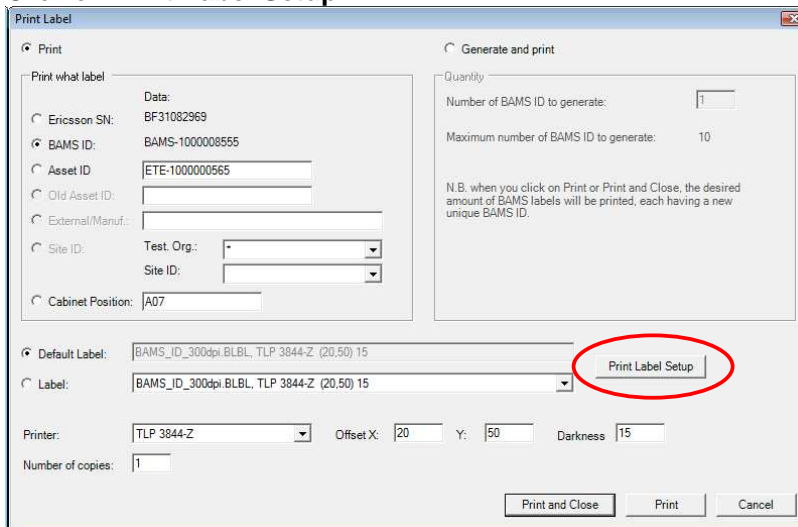 Print Label
Print
Generate and print
Print what label
Data:
Ericsson SN: BF31082969
BAMS ID: BAMS-1000008555
Asset ID ETE-1000000565
Old Asset ID:
External/Manuf.:
Site ID: Test. Org.: -
Site ID:
Cabinet Position: A07
Quantity
Number of BAMS ID to generate: 1
Maximum number of BAMS ID to generate: 10
N.B. when you click on Print or Print and Close, the desired
amount of BAMS labels will be printed, each having a new
unique BAMS ID.
Default Label: BAMS_ID_300dpi.BLBL, TLP 3844-Z (20,50) 15
Print Label Setup
Label: BAMS_ID_300dpi.BLBL, TLP 3844-Z (20,50) 15
Printer: TLP 3844-Z Offset X: 20 Y: 50 Darkness 15
Number of copies: 1
Print and Close Print Cancel